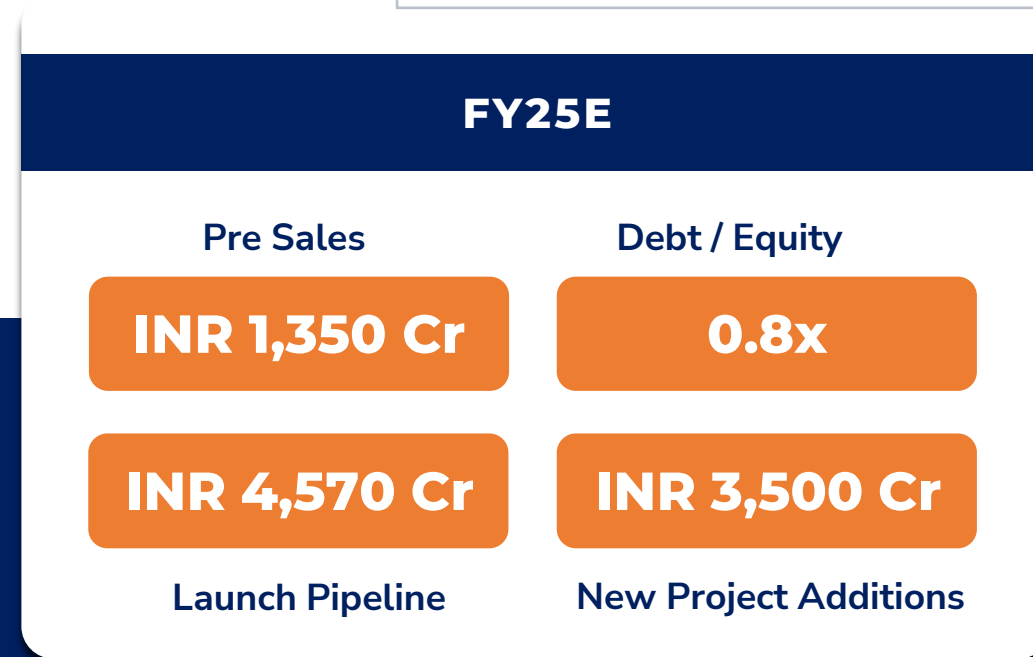 FY25E
Pre Sales
Debt / Equity
INR 1,350 Cr
0.8x
INR 4,570 Cr
INR 3,500 Cr
Launch Pipeline
New Project Additions